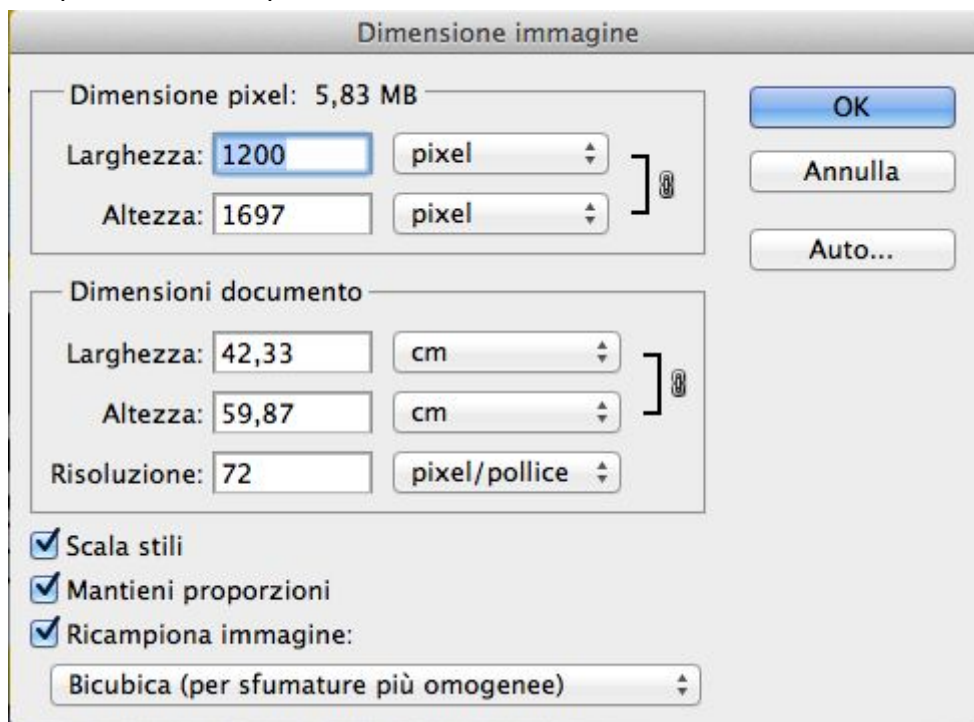 Dimensione immagine
Dimensione pixel: 5,83 MB
OK
Larghezza: 1200 pixel
Annulla
Altezza: 1697 pixel
Auto...
Dimensioni documento
Larghezza: 42,33 cm
Altezza: 59,87 cm
Risoluzione: 72 pixel/pollice
Scala stili
Mantieni proporzioni
Ricampiona immagine:
Bicubica (per sfumature più omogenee)